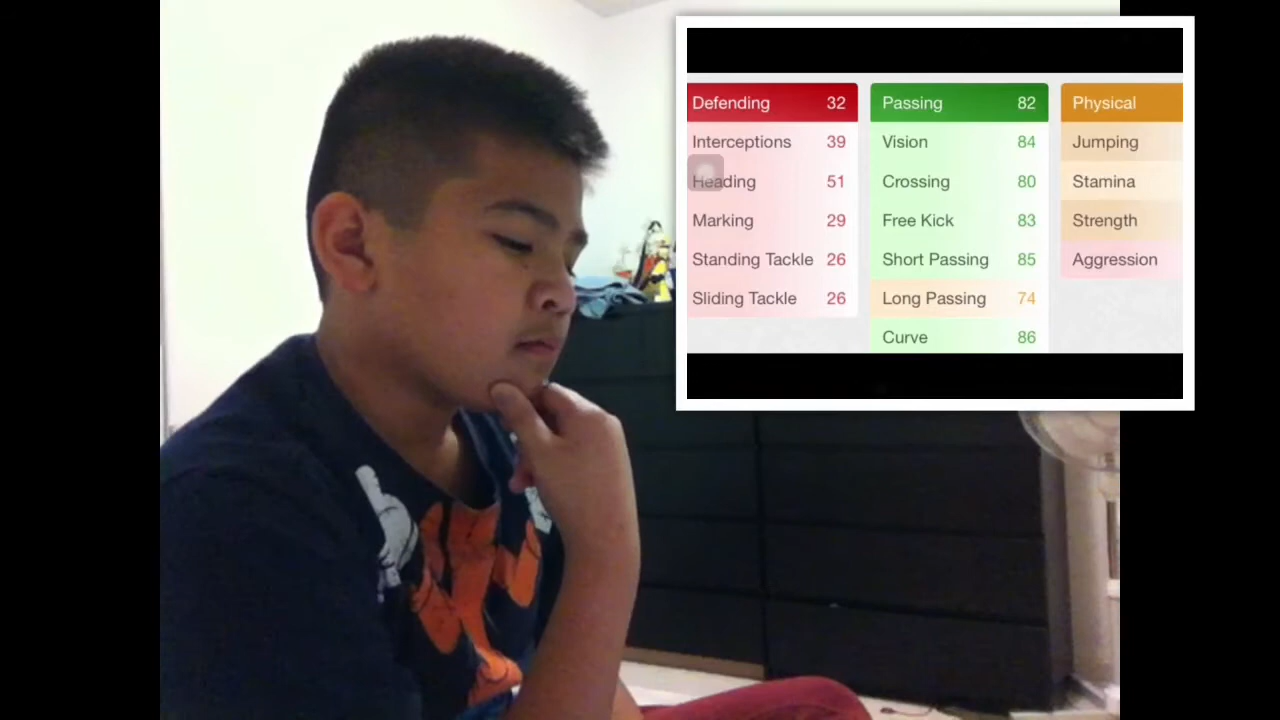 Defending 32
Interceptions 39
Heading 51
Marking 29
Standing Tackle 26
Sliding Tackle 26
Passing 82
Vision 84
Crossing 80
Free Kick 83
Short Passing 85
Long Passing 74
Curve 86
Physical
Jumping
Stamina
Strength
Aggression